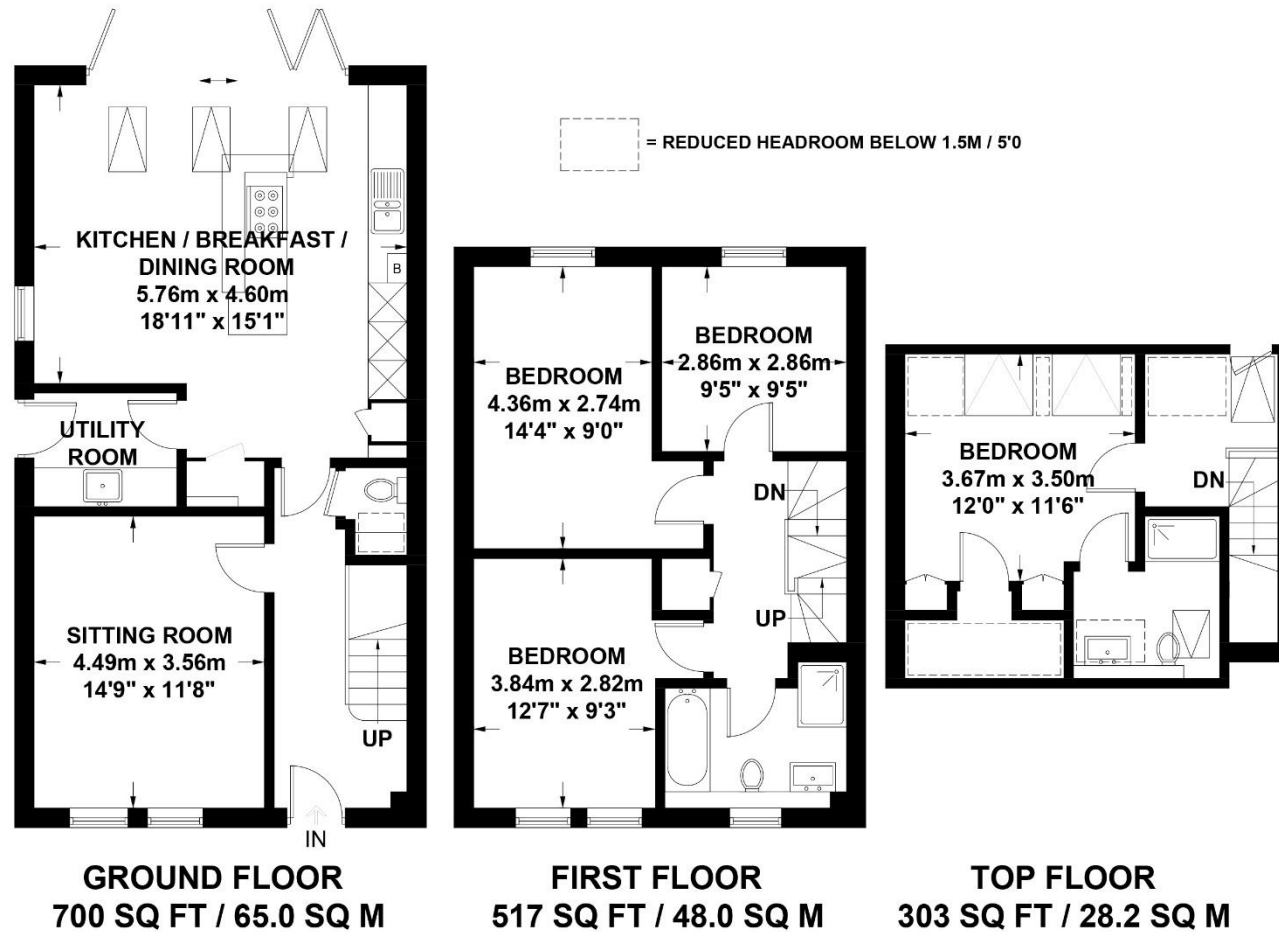 = REDUCED HEADROOM BELOW 1.5M / 5'0
KITCHEN / BREAKFAST /
DINING ROOM
5.76m x 4.60m
18'11" x 15'1"
B
UTILITY
ROOM
SITTING ROOM
4.49m x 3.56m
14'9" x 11'8"
UP
IN
GROUND FLOOR
700 SQ FT / 65.0 SQ M
BEDROOM
4.36m x 2.74m
14'4" x 9'0"
BEDROOM
2.86m x 2.86m
9'5" x 9'5"
DN
UP
BEDROOM
3.84m x 2.82m
12'7" x 9'3"
FIRST FLOOR
517 SQ FT / 48.0 SQ M
BEDROOM
3.67m x 3.50m
12'0" x 11'6"
DN
TOP FLOOR
303 SQ FT / 28.2 SQ M